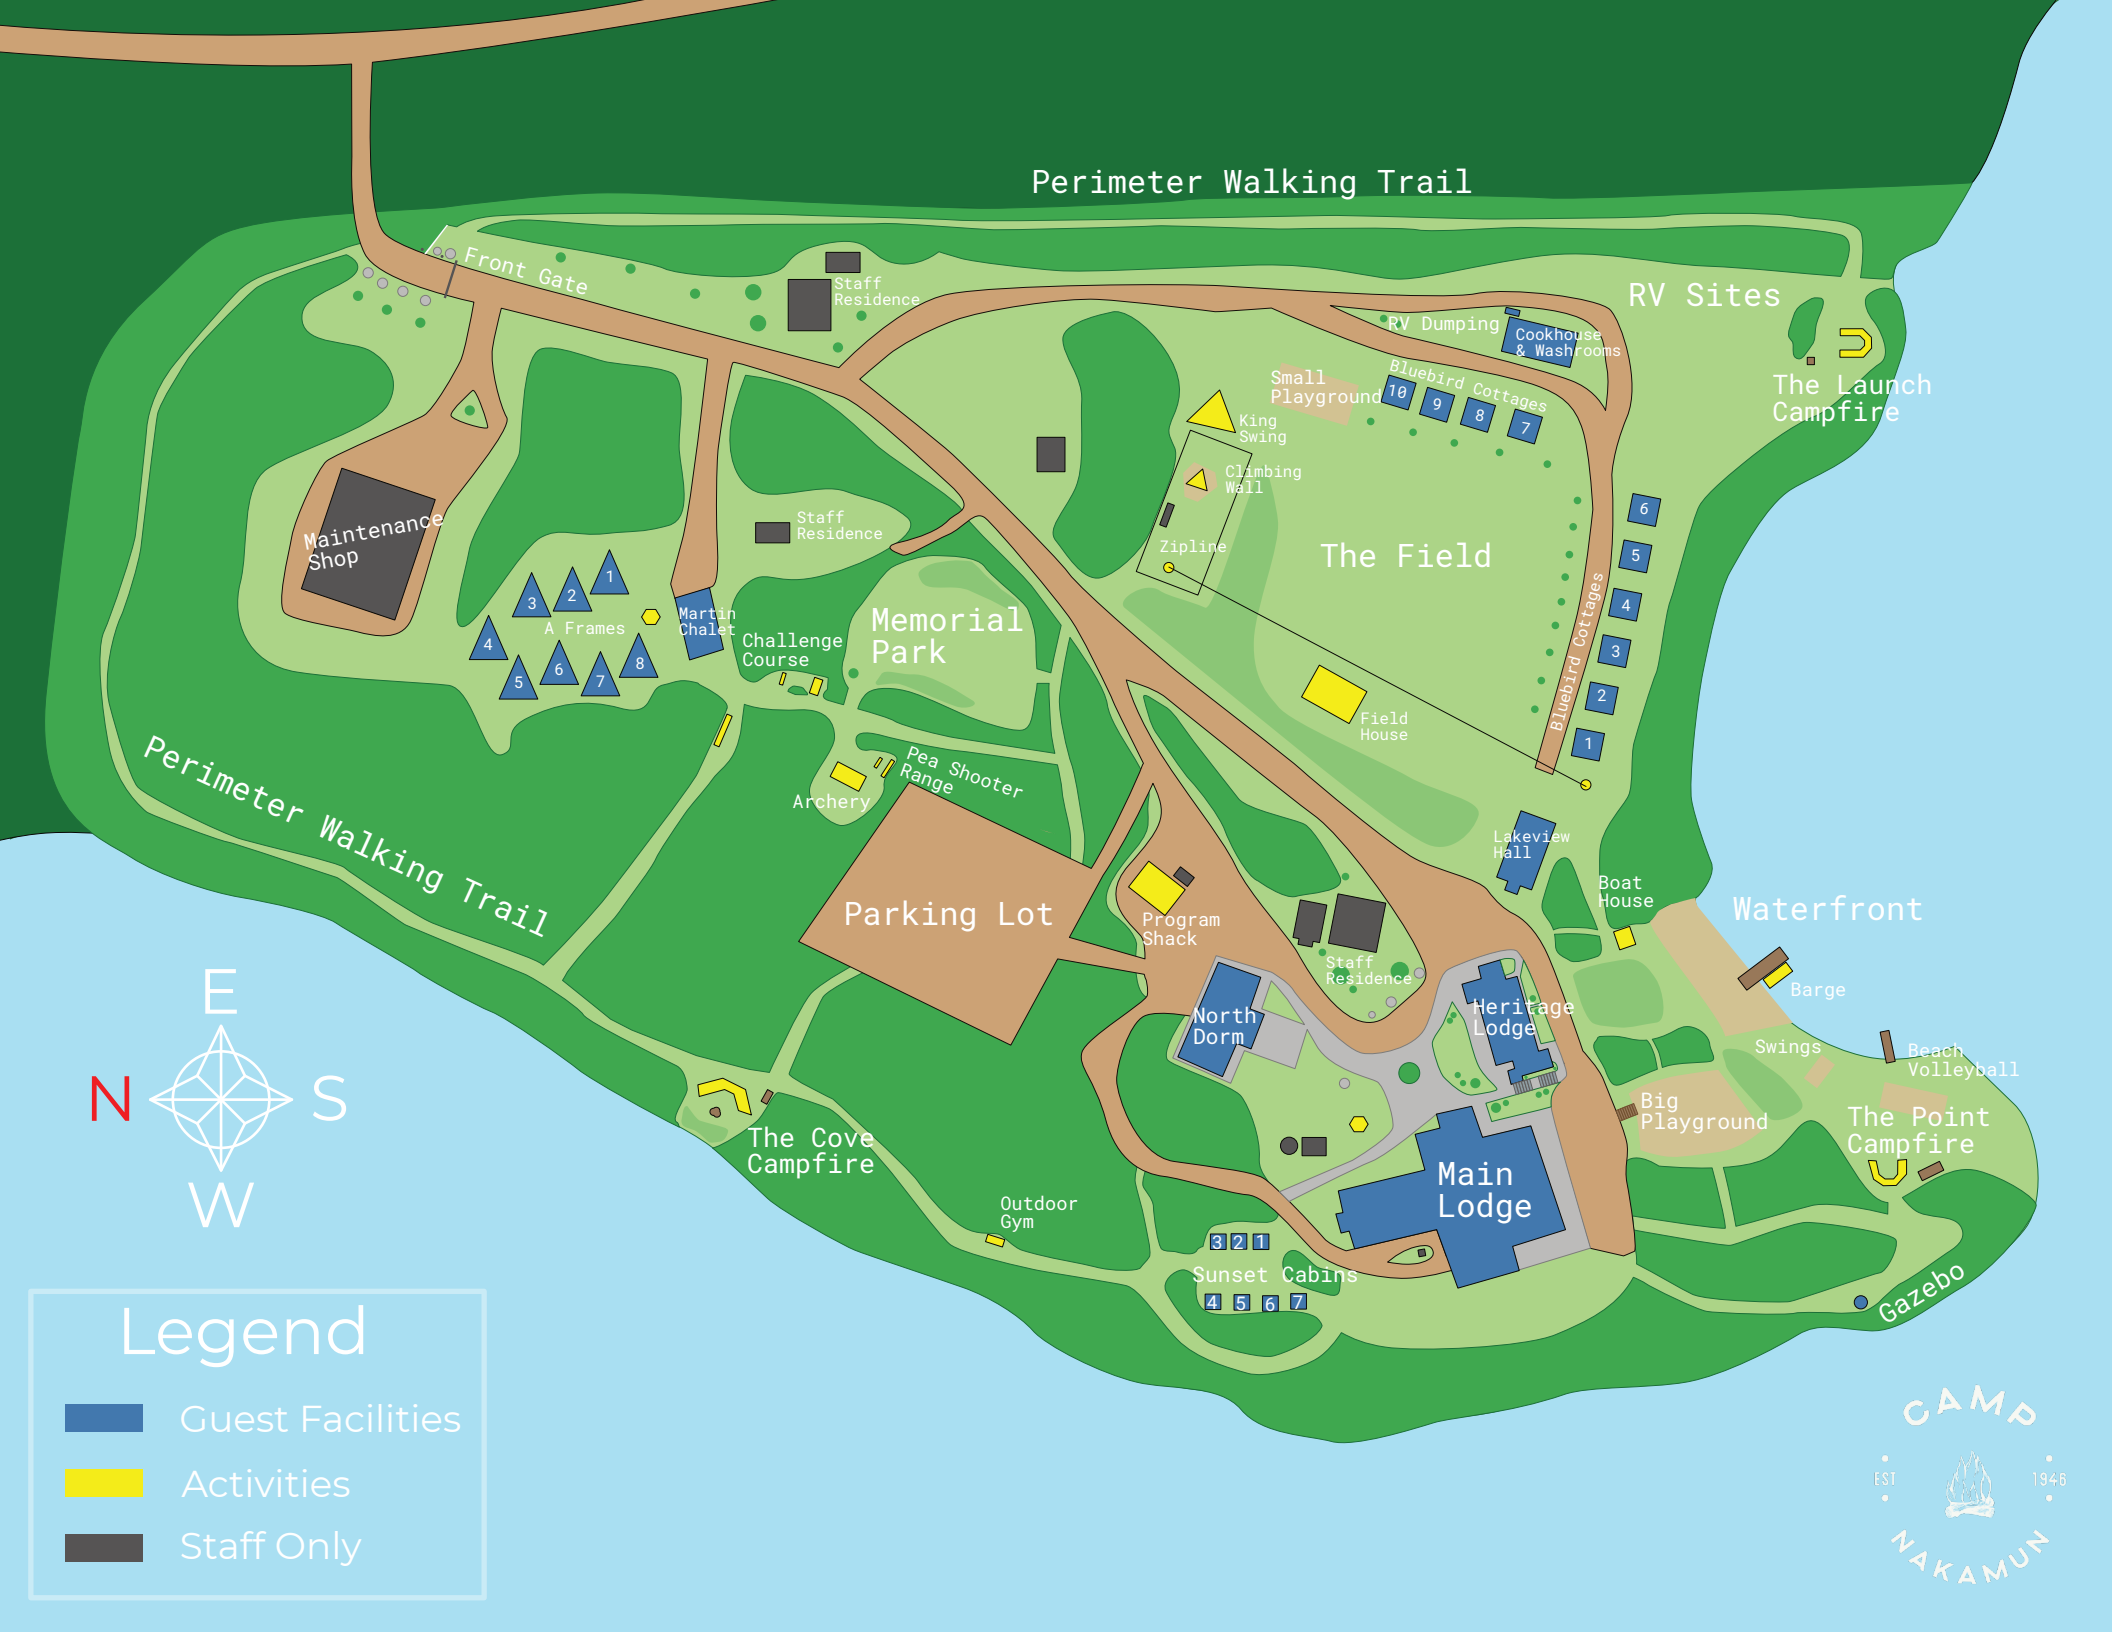 Perimeter Walking Trail
Front Gate
Staff
Residence
RV Sites
RV Dumping
Cookhouse
& Washrooms
Bluebird Cottages
10
9
8
7
Small
Playground
The Launch
Campfire
King
Swing
Climbing
Wall
Zipline
The Field
6
5
4
3
2
1
Bluebird Cottages
Maintenance
Shop
Staff
Residence
1
2
3
A Frames
4
5
6
7
8
Martin
Chalet
Challenge
Course
Memorial
Park
Field
House
Pea Shooter
Range
Archery
Perimeter Walking Trail
Lakeview
Hall
Boat
House
Waterfront
Barge
Parking Lot
Program
Shack
Staff
Residence
North
Dorm
Heritage
Lodge
Swings
Beach
Volleyball
Big
Playground
The Point
Campfire
The Cove
Campfire
Main
Lodge
Outdoor
Gym
3 2 1
Sunset Cabins
4 5 6 7
Gazebo
E
N
S
W
Legend
Guest Facilities
Activities
Staff Only
CAMP
EST 1946
NAKAMUN